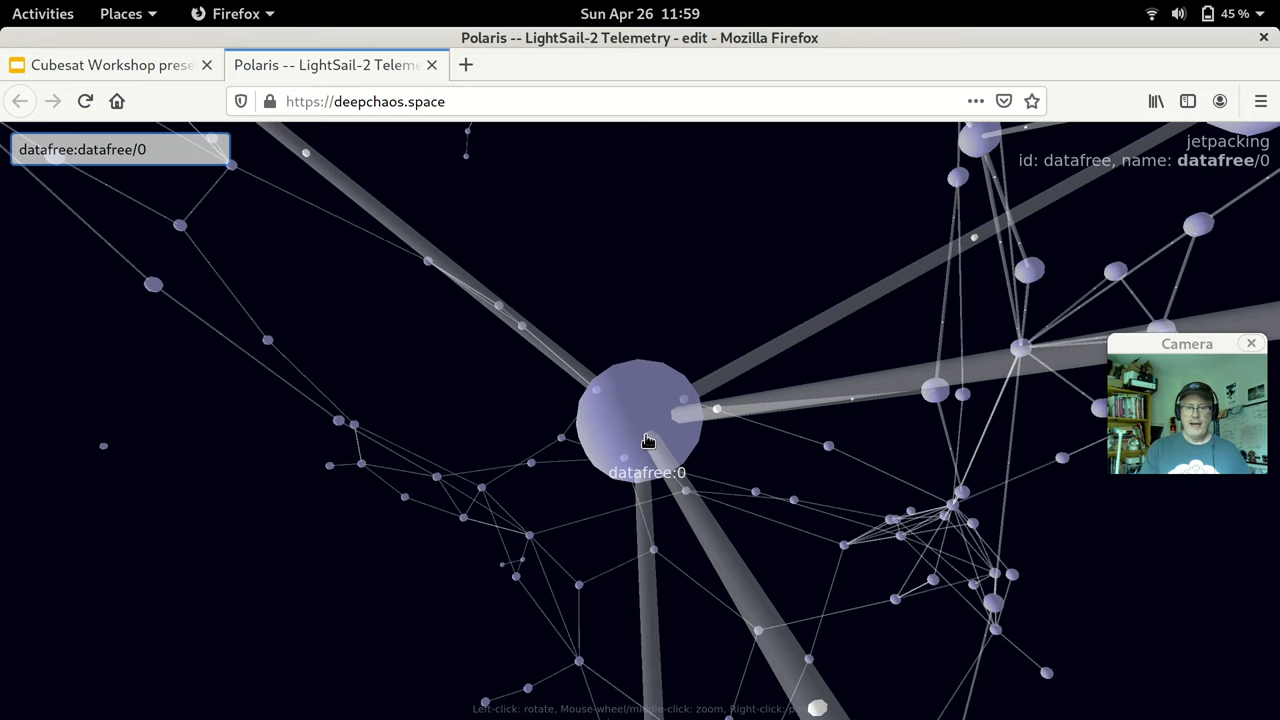 Activities Places Firefox Sun Apr 26 11:59 45 %
Polaris -- LightSail-2 Telemetry - edit - Mozilla Firefox
Cubesat Workshop prese Polaris -- LightSail-2 Teleme
https://deepchaos.space
datafree:datafree/0
jetpacking
id: datafree, name: datafree/0
Camera
datafree:0
Left-click: rotate, Mouse-wheel/middle-click: zoom, Right-click: